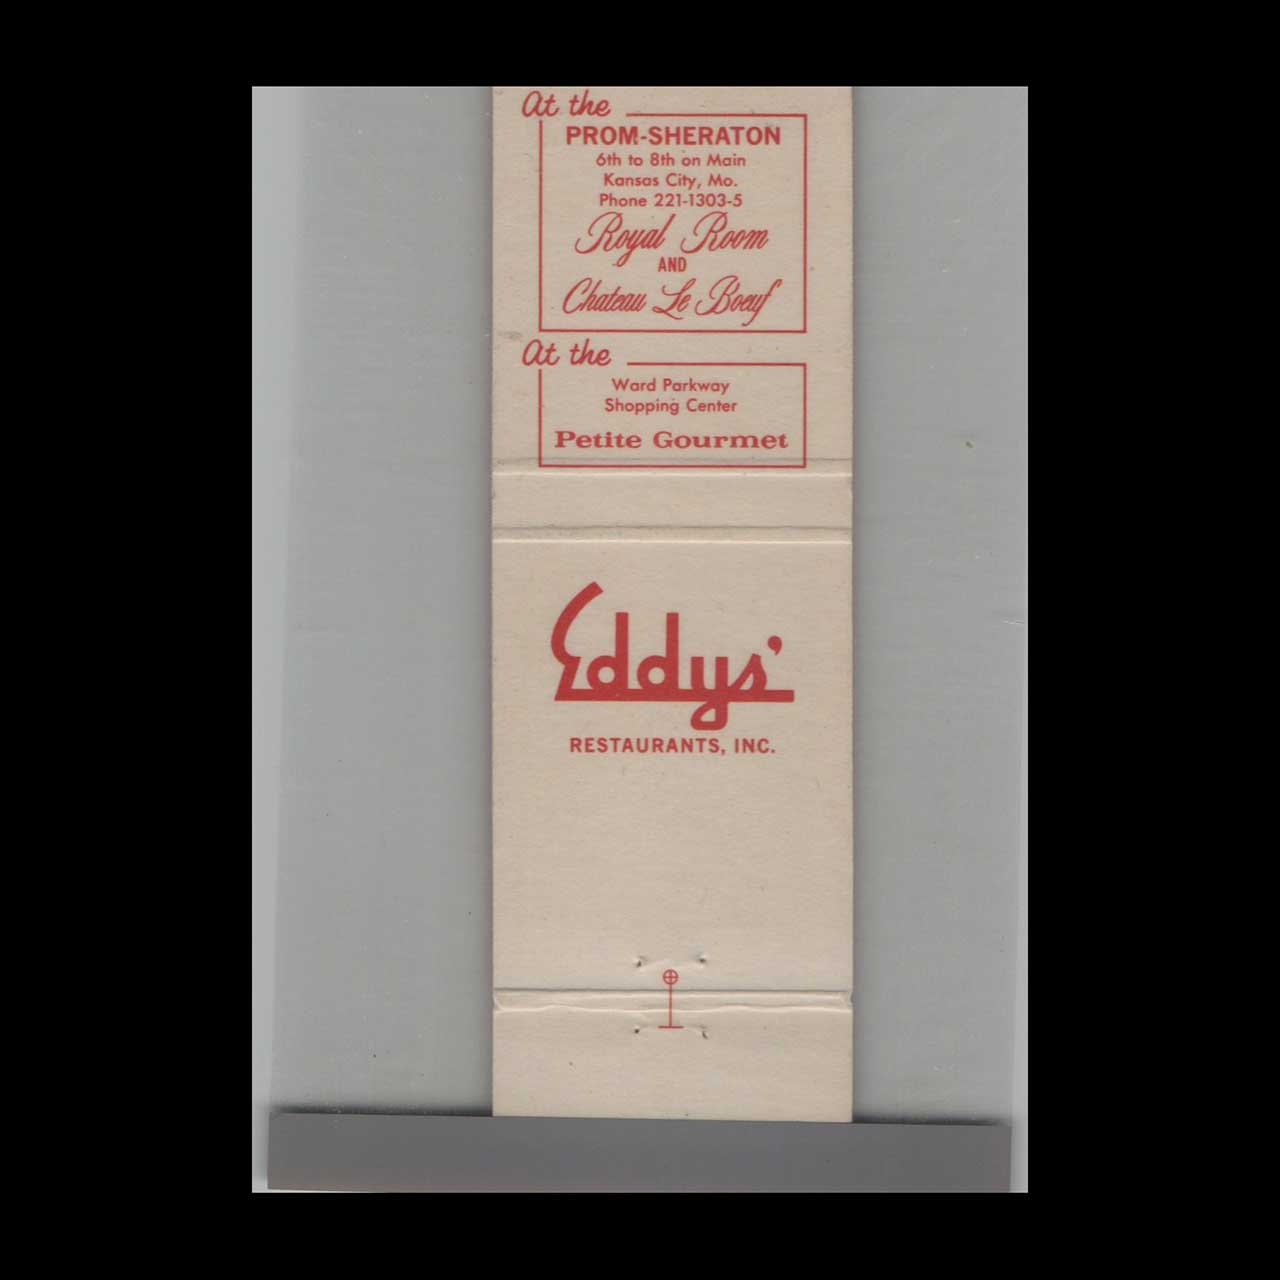 At the
PROM-SHERATON
6th to 8th on Main
Kansas City, Mo.
Phone 221-1303-5
Royal Room
AND
Chateau Le Boeuf
At the
Ward Parkway
Shopping Center
Petite Gourmet
Eddys'
RESTAURANTS, INC.